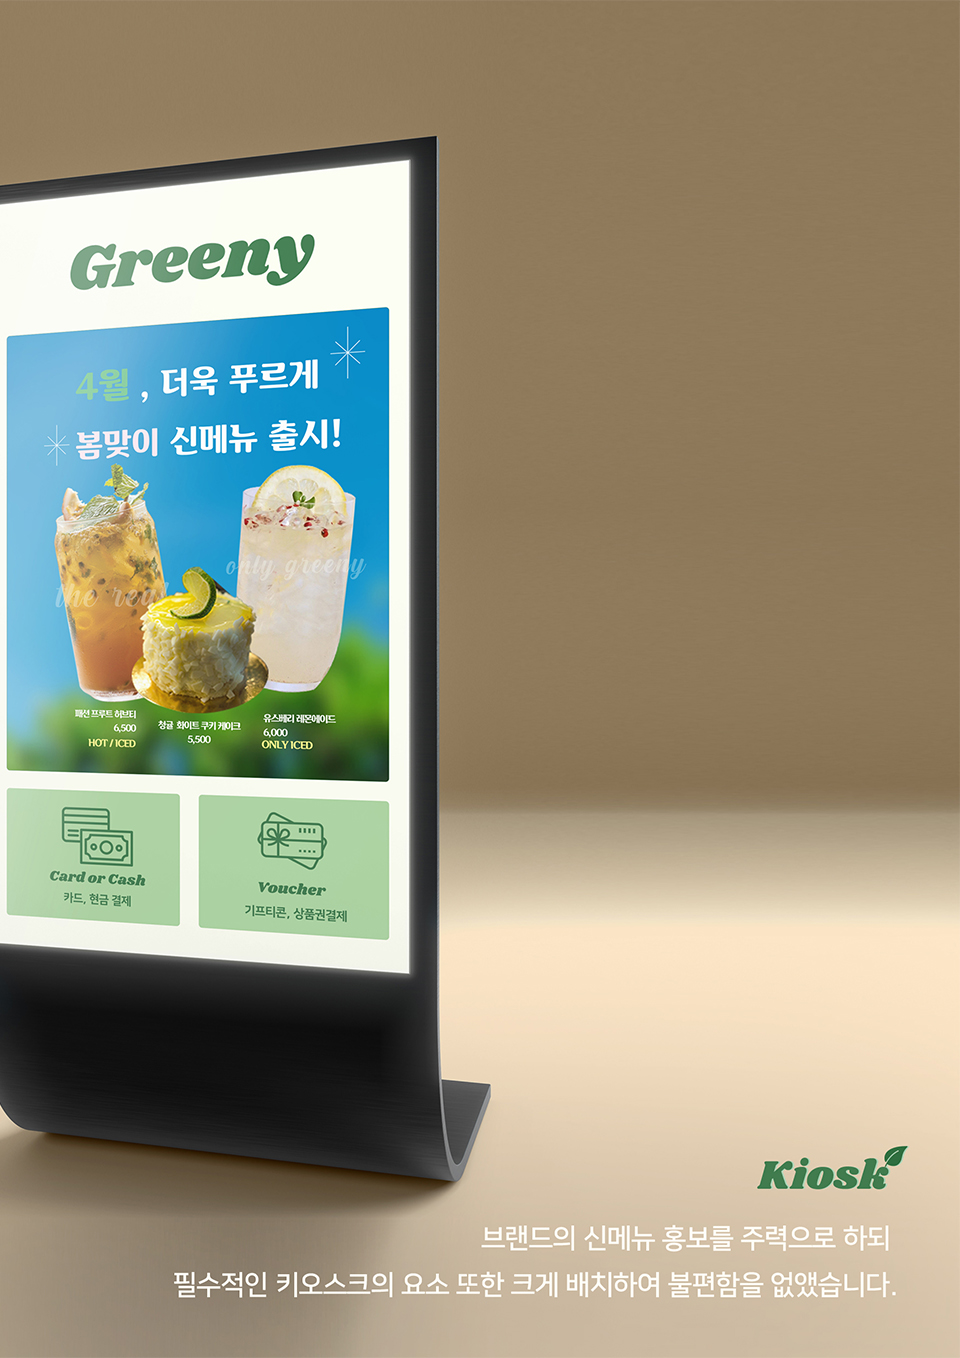 Greeny
4월 , 더욱 푸르게
봄맞이 신메뉴 출시!
only greeny
the real
패션 프루트 허브티
6,500
HOT / ICED
청귤 화이트 쿠키 케이크
5,500
유스베리 레몬에이드
6,000
ONLY ICED
Card or Cash
카드, 현금 결제
Voucher
기프티콘, 상품권결제
Kiosk
브랜드의 신메뉴 홍보를 주력으로 하되
필수적인 키오스크의 요소 또한 크게 배치하여 불편함을 없앴습니다.